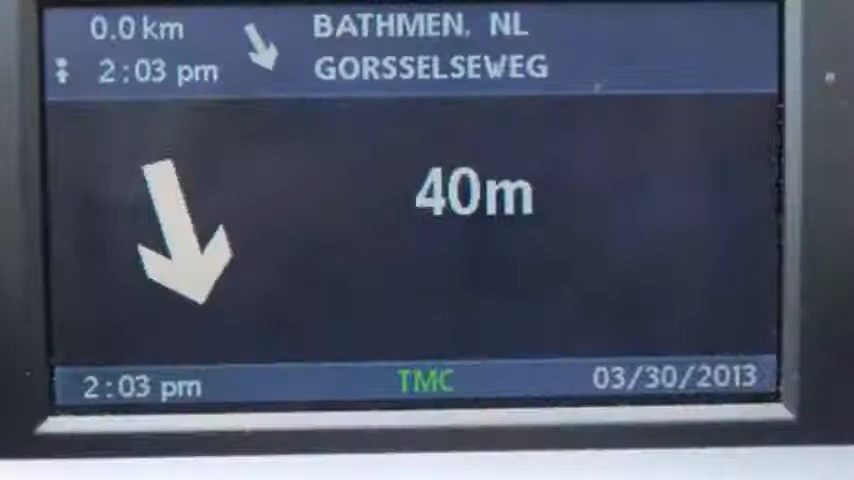 0.0 km
BATHMEN, NL
2:03 pm
GORSSELSEWEG
40m
2:03 pm
TMC
03/30/2013